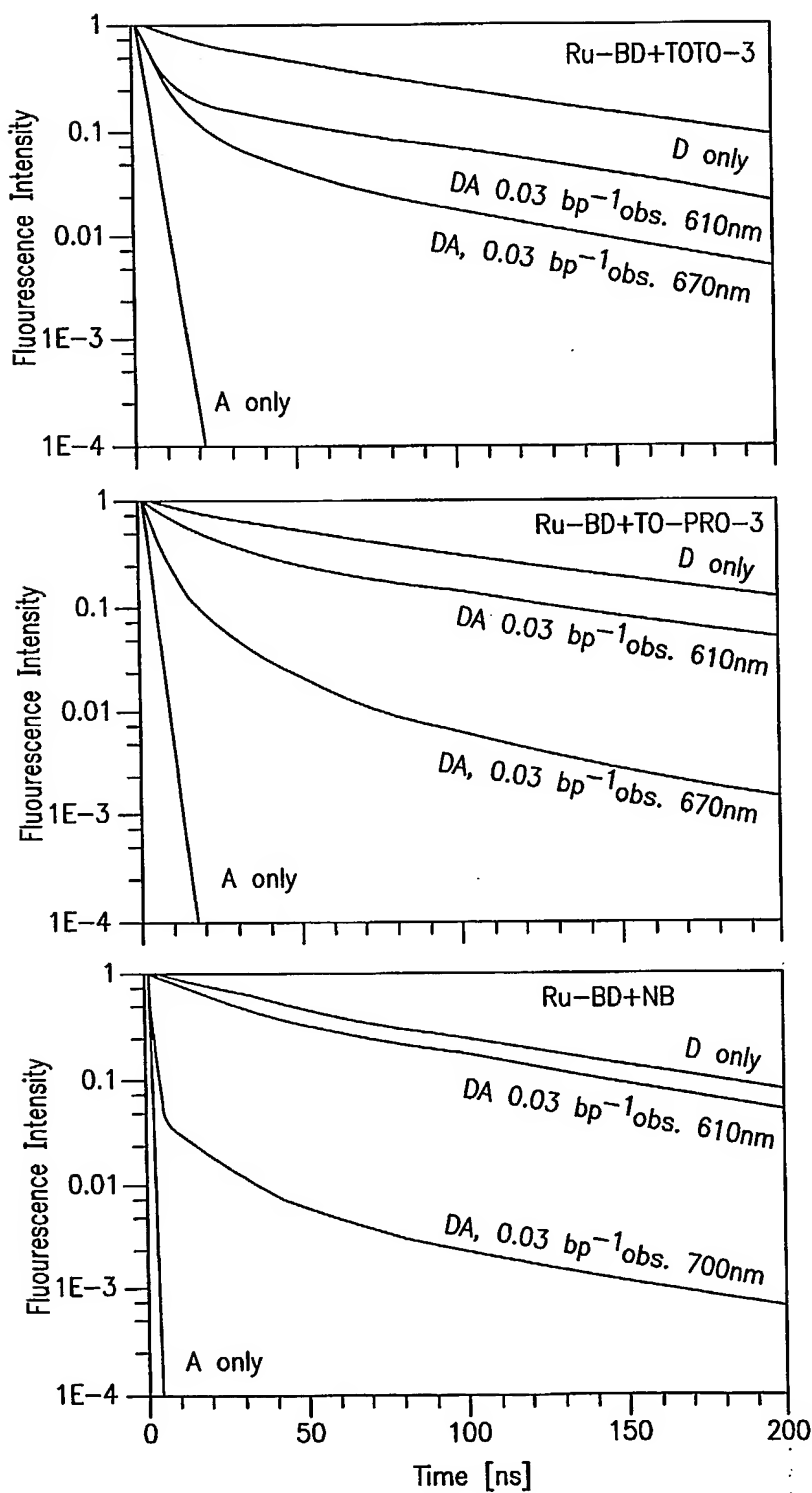 Fluourescence Intensity
1
0.1
0.01
1E-3
1E-4
Ru-BD+TOTO-3
D only
DA 0.03 bp⁻¹obs. 610nm
DA, 0.03 bp⁻¹obs. 670nm
A only
Fluourescence Intensity
1
0.1
0.01
1E-3
1E-4
Ru-BD+TO-PRO-3
D only
DA 0.03 bp⁻¹obs. 610nm
DA, 0.03 bp⁻¹obs. 670nm
A only
Fluourescence Intensity
1
0.1
0.01
1E-3
1E-4
Ru-BD+NB
D only
DA 0.03 bp⁻¹obs. 610nm
DA, 0.03 bp⁻¹obs. 700nm
A only
0 50 100 150 200
Time [ns]